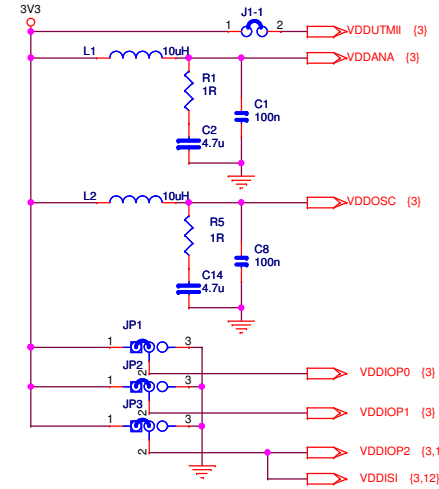 3V3
J1-1
1 2
VDDUTMII {3}
L1 10uH
VDDANA {3}
R1
1R
C1
100n
C2
4.7u
L2 10uH
VDDOSC {3}
R5
1R
C8
100n
C14
4.7u
JP1
1 3
2
VDDIOP0 {3}
JP2
1 3
2
VDDIOP1 {3}
JP3
1 3
2
VDDIOP2 {3,1
VDDISI {3,12}